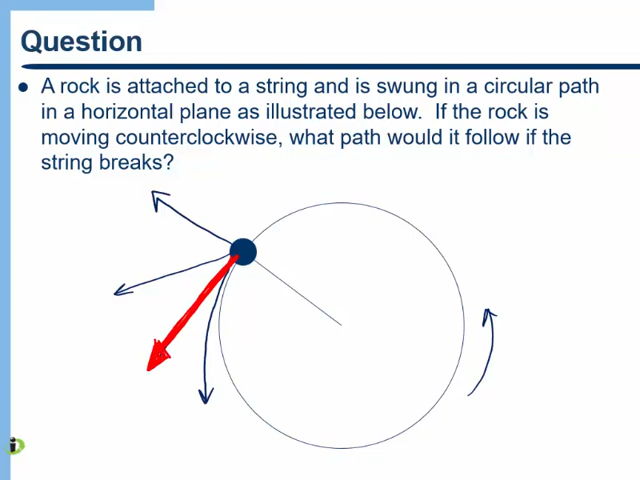 Question
A rock is attached to a string and is swung in a circular path
in a horizontal plane as illustrated below. If the rock is
moving counterclockwise, what path would it follow if the
string breaks?
i